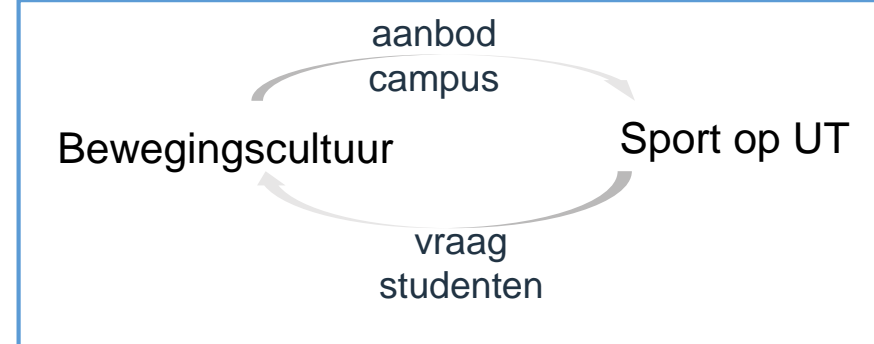 aanbod
campus
Bewegingscultuur
Sport op UT
vraag
studenten